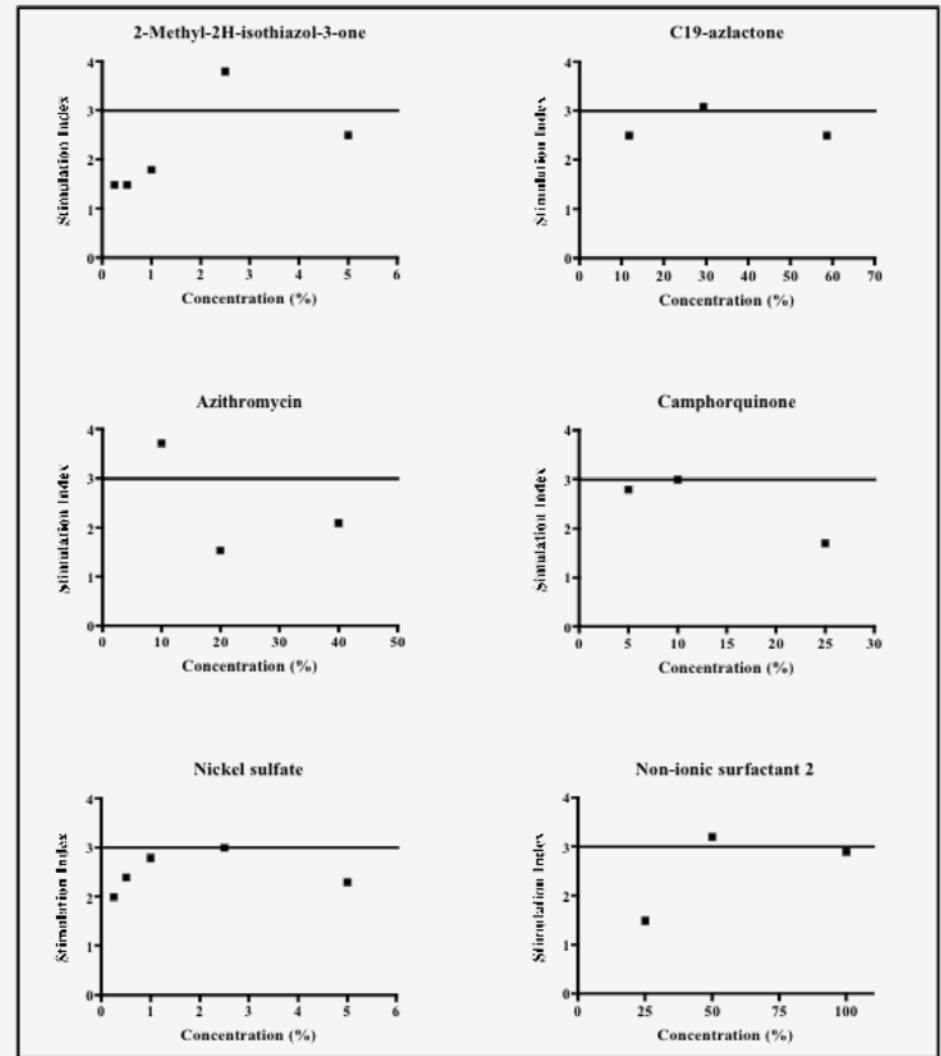 2-Methyl-2H-isothiazol-3-one
4
3
2
1
0
Stimulation Index
0 1 2 3 4 5 6
Concentration (%)
C19-azlactone
4
3
2
1
0
Stimulation Index
0 10 20 30 40 50 60 70
Concentration (%)
Azithromycin
4
3
2
1
0
Stimulation Index
0 10 20 30 40 50
Concentration (%)
Camphorquinone
4
3
2
1
0
Stimulation Index
0 5 10 15 20 25 30
Concentration (%)
Nickel sulfate
4
3
2
1
0
Stimulation Index
0 1 2 3 4 5 6
Concentration (%)
Non-ionic surfactant 2
4
3
2
1
0
Stimulation Index
0 25 50 75 100
Concentration (%)